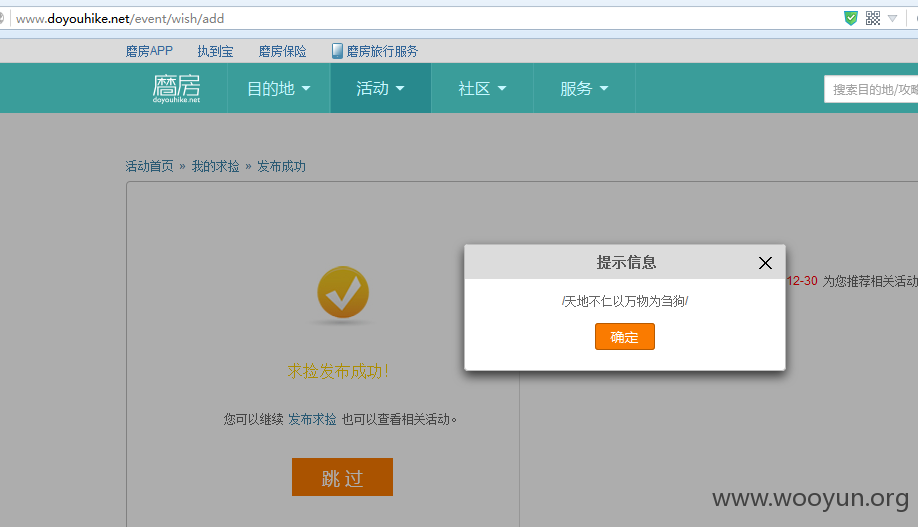 www.doyouhike.net/event/wish/add
磨房APP 执到宝 磨房保险 磨房旅行服务
磨房 doyouhike.net 目的地 活动 社区 服务 搜索目的地/攻略
活动首页 » 我的求捡 » 发布成功
提示信息
12-30 为您推荐相关活动
/天地不仁以万物为刍狗/
确定
求捡发布成功!
您可以继续 发布求捡 也可以查看相关活动。
跳 过
www.wooyun.org